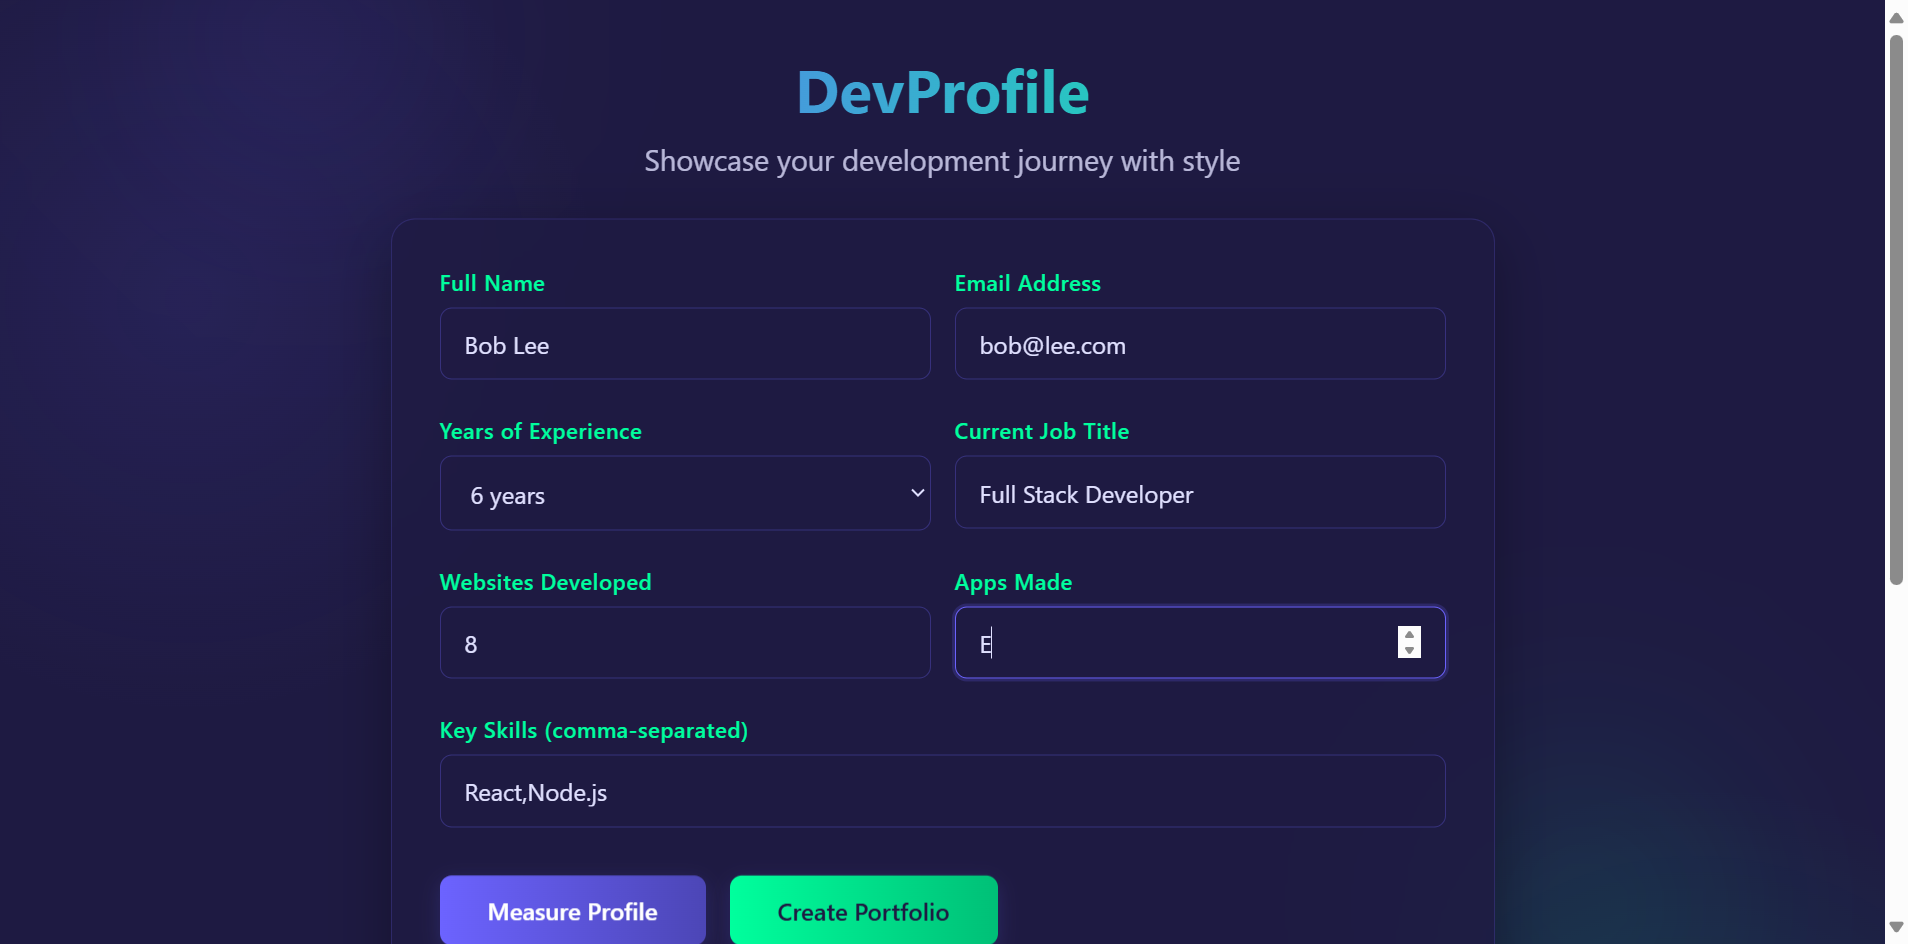 DevProfile
Showcase your development journey with style
Full Name
Email Address
Bob Lee
bob@lee.com
Years of Experience
Current Job Title
6 years
Full Stack Developer
Websites Developed
Apps Made
8
E
Key Skills (comma-separated)
React,Node.js
Measure Profile
Create Portfolio